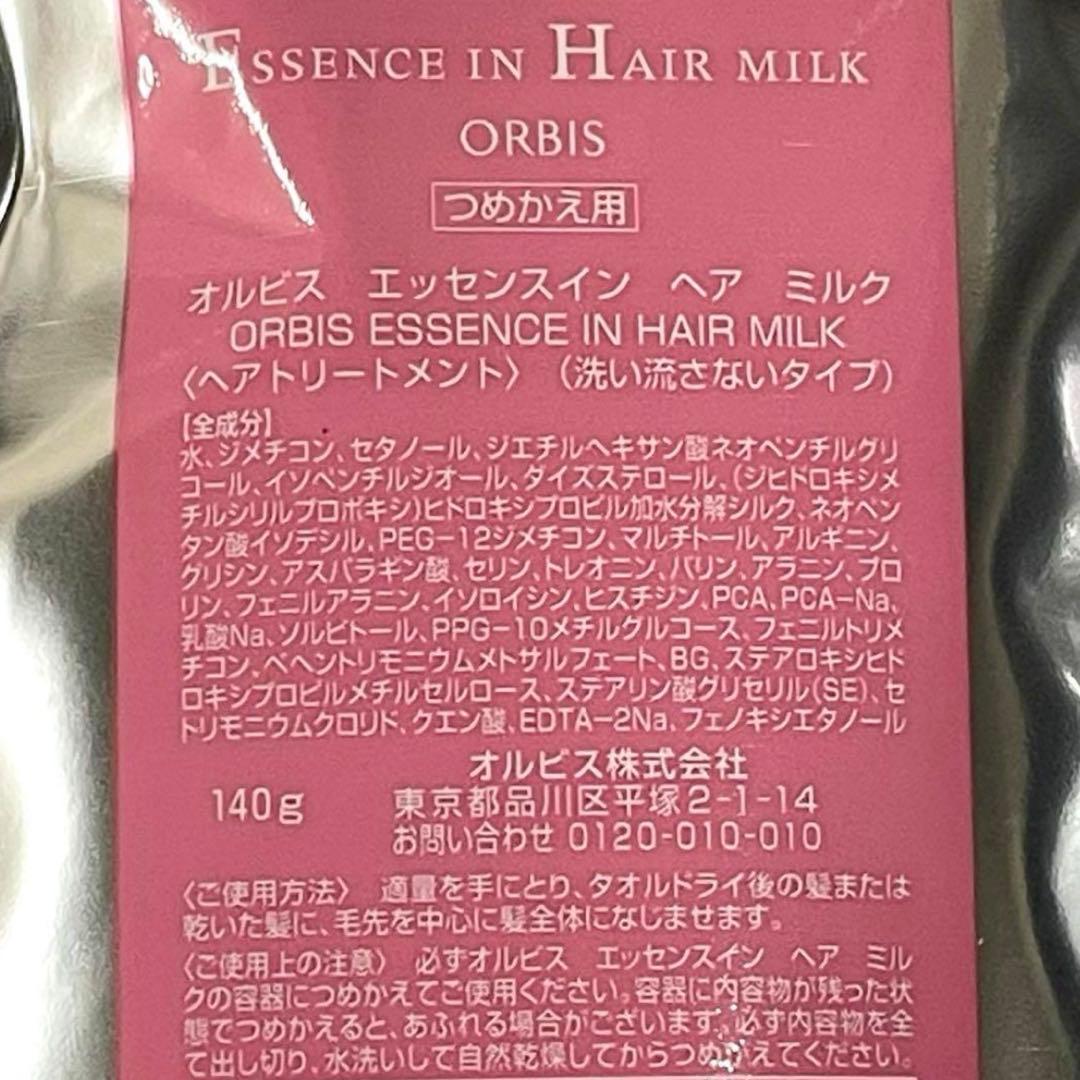 ESSENCE IN HAIR MILK
ORBIS
つめかえ用
オルビス エッセンスイン ヘア ミルク
ORBIS ESSENCE IN HAIR MILK
〈ヘアトリートメント〉（洗い流さないタイプ）
【全成分】
水、ジメチコン、セタノール、ジエチルヘキサン酸ネオペンチルグリ
コール、イソペンチルジオール、ダイズステロール、（ジヒドロキシメ
チルシリルプロポキシ）ヒドロキシプロピル加水分解シルク、ネオペン
タン酸イソデシル、PEG-12ジメチコン、マルチトール、アルギニン、
グリシン、アスパラギン酸、セリン、トレオニン、バリン、アラニン、プロ
リン、フェニルアラニン、イソロイシン、ヒスチジン、PCA、PCA-Na、
乳酸Na、ソルビトール、PPG-10メチルグルコース、フェニルトリメ
チコン、ベヘントリモニウムメトサルフェート、BG、ステアロキシヒド
ロキシプロピルメチルセルロース、ステアリン酸グリセリル（SE）、セ
トリモニウムクロリド、クエン酸、EDTA-2Na、フェノキシエタノール
オルビス株式会社
140g 東京都品川区平塚2-1-14
お問い合わせ 0120-010-010
〈ご使用方法〉 適量を手にとり、タオルドライ後の髪または
乾いた髪に、毛先を中心に髪全体になじませます。
〈ご使用上の注意〉 必ずオルビス エッセンスイン ヘア ミル
クの容器につめかえてご使用ください。容器に内容物が残った状
態でつめかえると、あふれる場合がございます。必ず内容物を全
て出し切り、水洗いして自然乾燥してからつめかえてください。